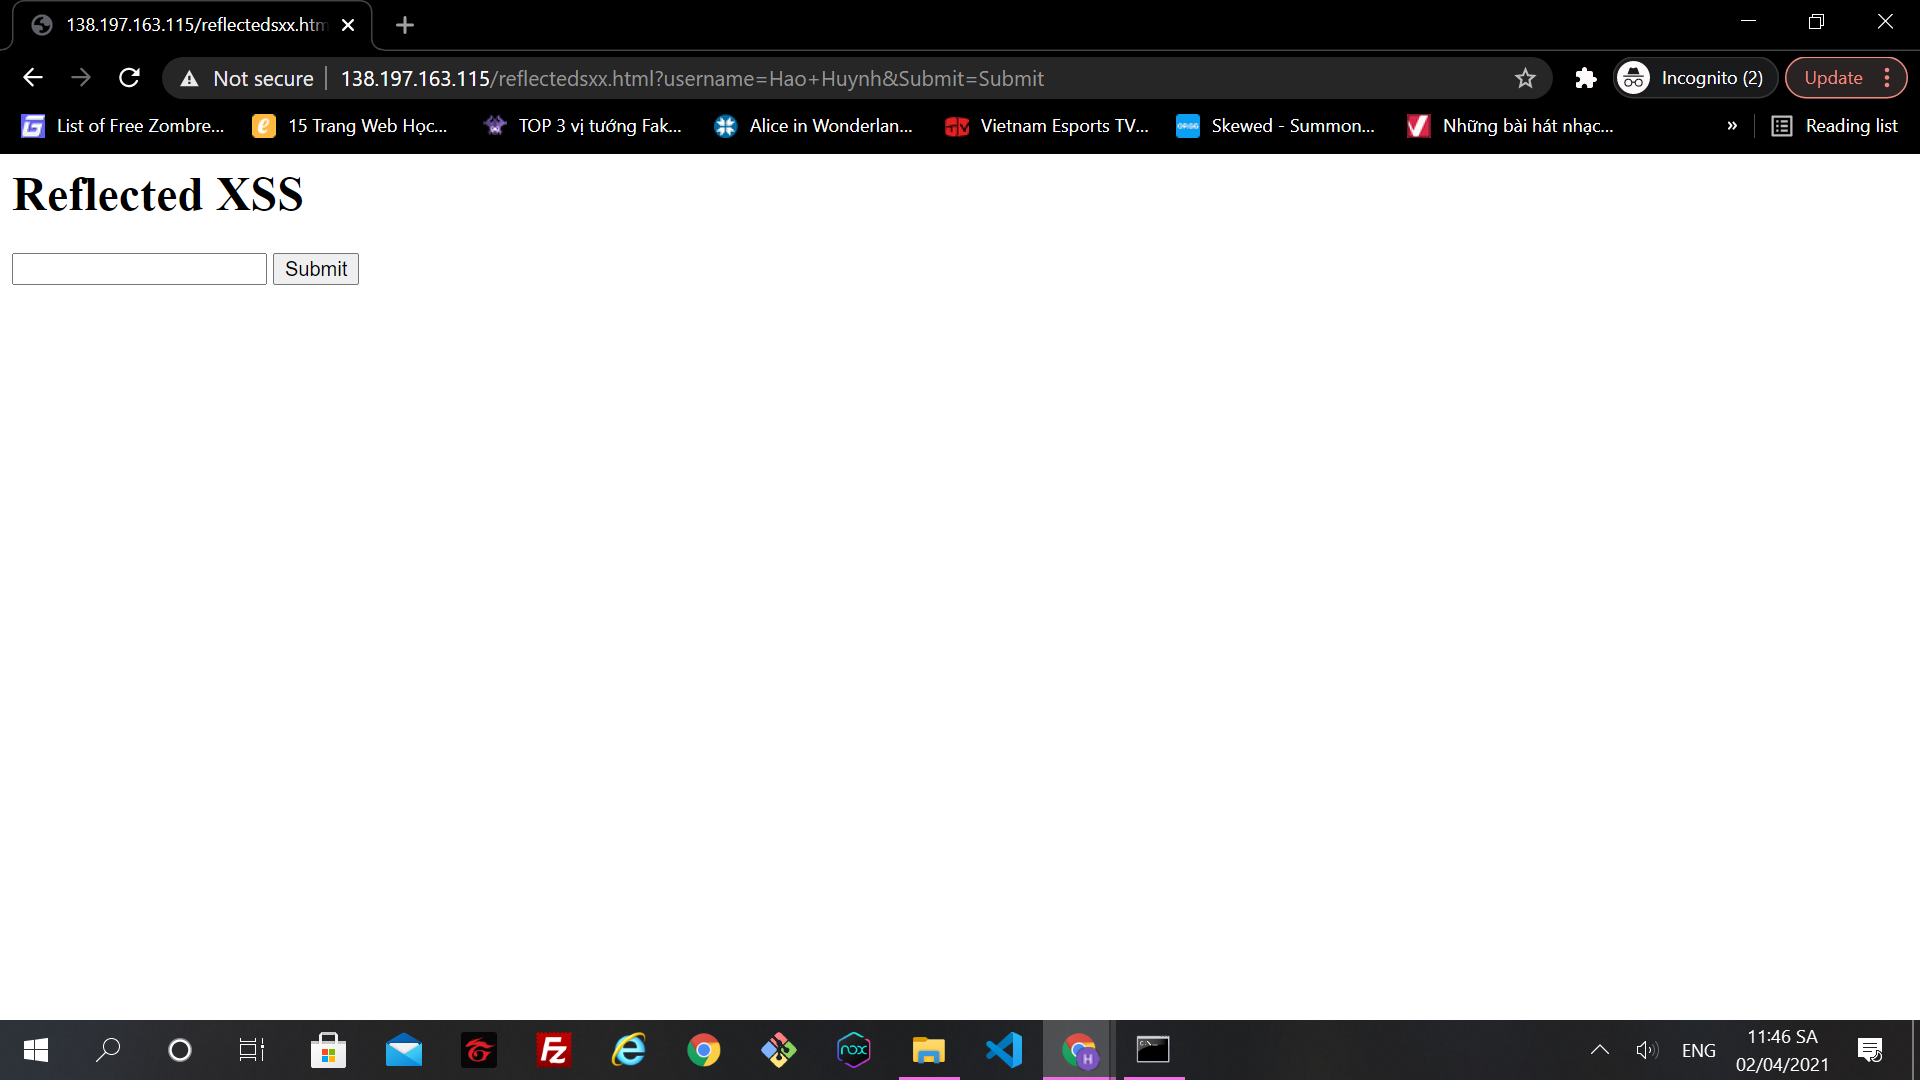 138.197.163.115/reflectedsxx.htm
Not secure
138.197.163.115/reflectedsxx.html?username=Hao+Huynh&Submit=Submit
Incognito (2)
Update
List of Free Zombre...
15 Trang Web Học...
TOP 3 vị tướng Fak...
Alice in Wonderlan...
Vietnam Esports TV...
Skewed - Summon...
Những bài hát nhạc...
»
Reading list
Reflected XSS
Submit
ENG
11:46 SA
02/04/2021